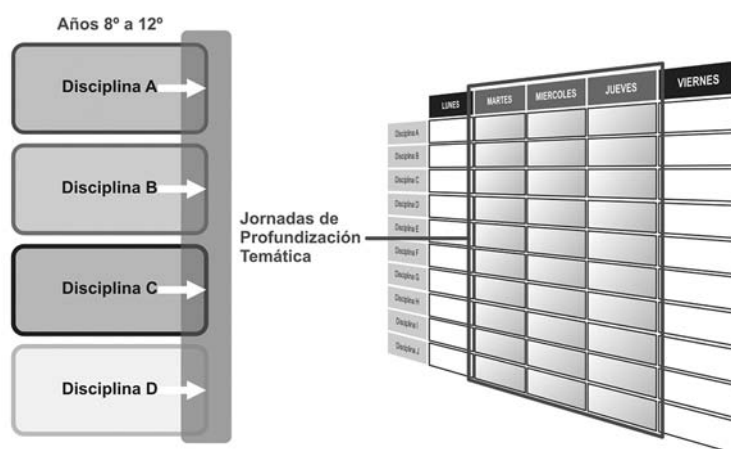 Años 8º a 12º
Disciplina A
Disciplina B
Disciplina C
Disciplina D
Jornadas de
Profundización
Temática
LUNES
MARTES
MIERCOLES
JUEVES
VIERNES
Disciplina A
Disciplina B
Disciplina C
Disciplina D
Disciplina E
Disciplina F
Disciplina G
Disciplina H
Disciplina I
Disciplina J